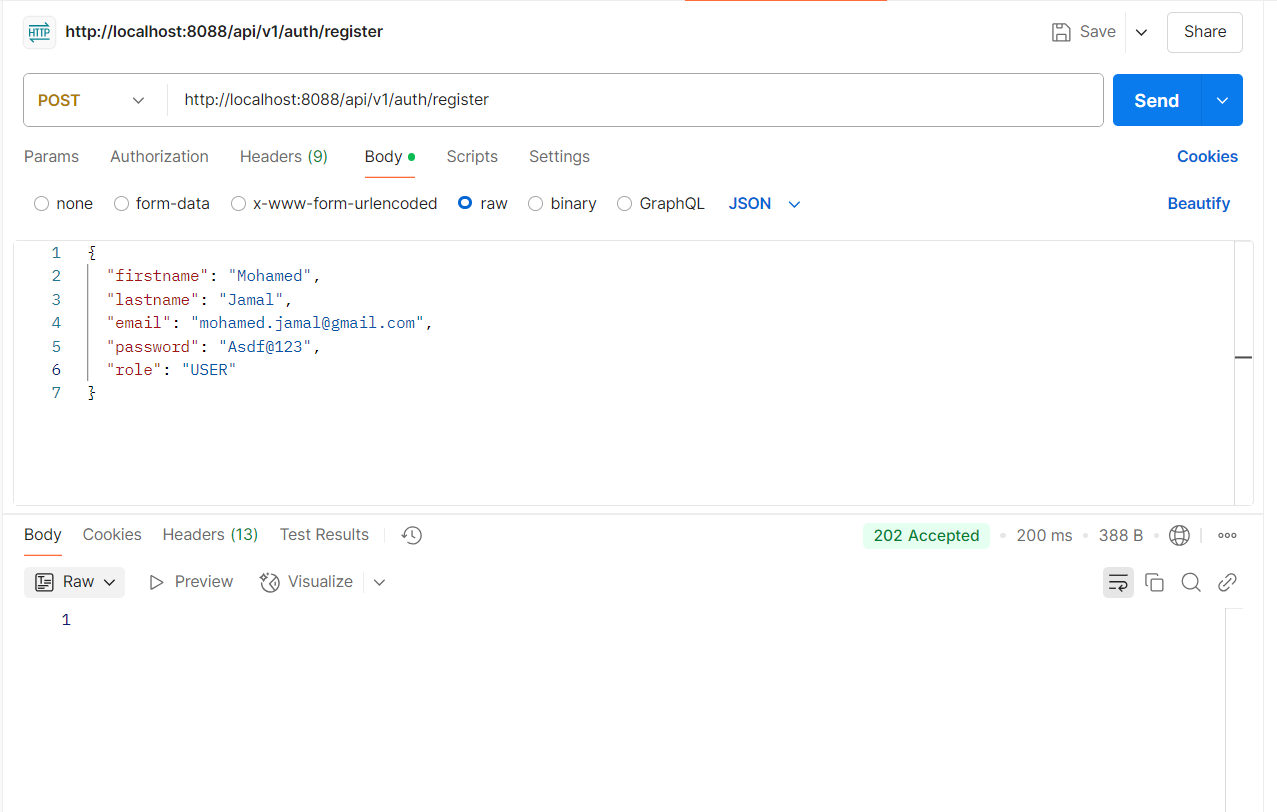 HTTP http://localhost:8088/api/v1/auth/register Save Share
POST http://localhost:8088/api/v1/auth/register Send
Params Authorization Headers (9) Body Scripts Settings Cookies
none form-data x-www-form-urlencoded raw binary GraphQL JSON Beautify
1 {
2 "firstname": "Mohamed",
3 "lastname": "Jamal",
4 "email": "mohamed.jamal@gmail.com",
5 "password": "Asdf@123",
6 "role": "USER"
7 }
Body Cookies Headers (13) Test Results 202 Accepted 200 ms 388 B
Raw Preview Visualize
1